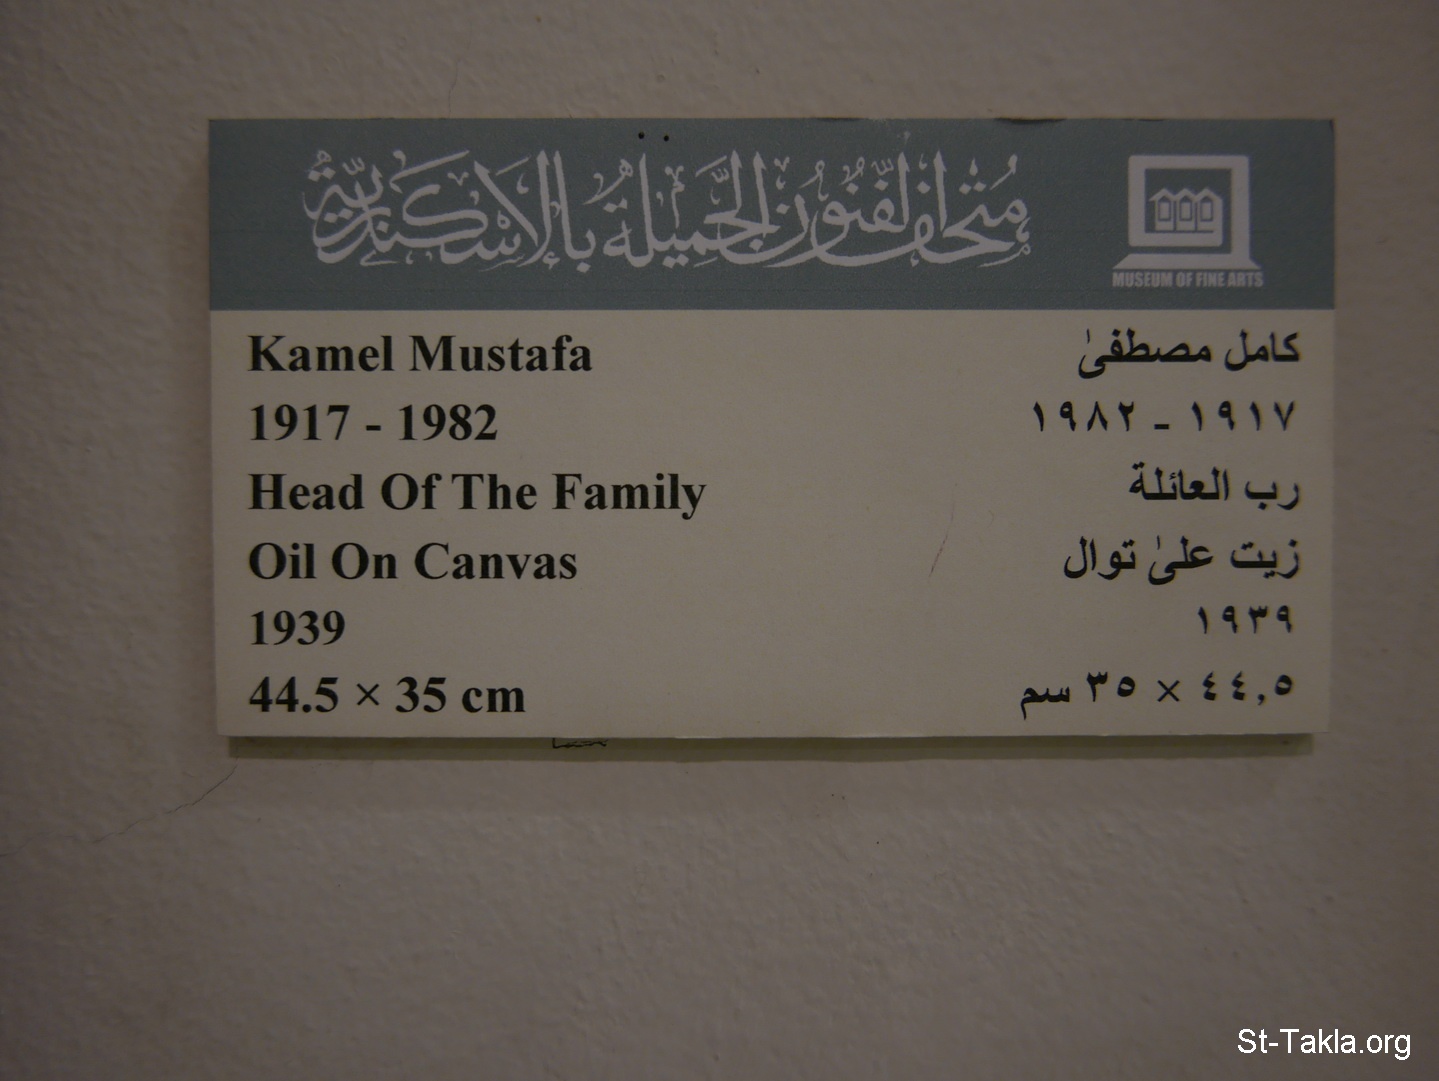 متحف الفنون الجميلة بالإسكندرية
MUSEUM OF FINE ARTS
Kamel Mustafa
1917 - 1982
Head Of The Family
Oil On Canvas
1939
44.5 × 35 cm
كامل مصطفىٰ
١٩١٧ - ١٩٨٢
رب العائلة
زيت علىٰ توال
١٩٣٩
٤٤,٥ × ٣٥ سم
St-Takla.org